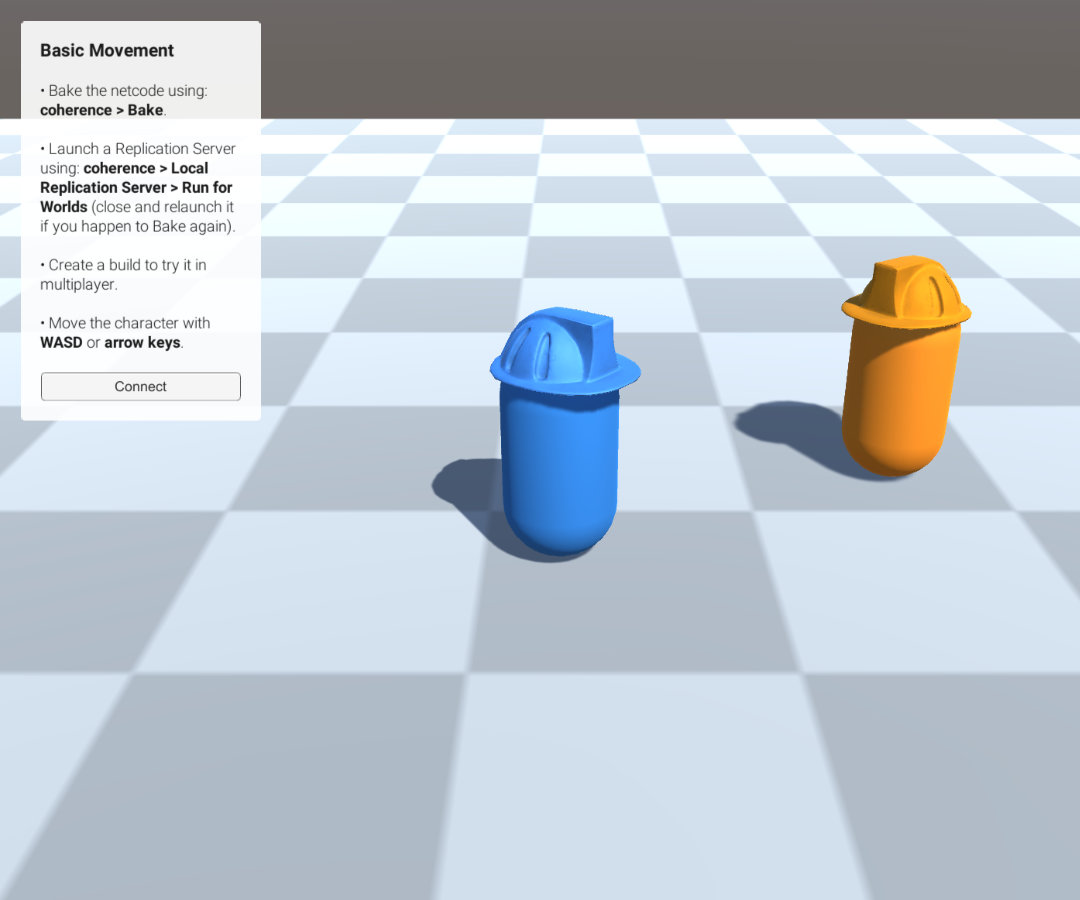 Basic Movement
• Bake the netcode using:
coherence > Bake.
• Launch a Replication Server
using: coherence > Local
Replication Server > Run for
Worlds (close and relaunch it
if you happen to Bake again).
• Create a build to try it in
multiplayer.
• Move the character with
WASD or arrow keys.
Connect